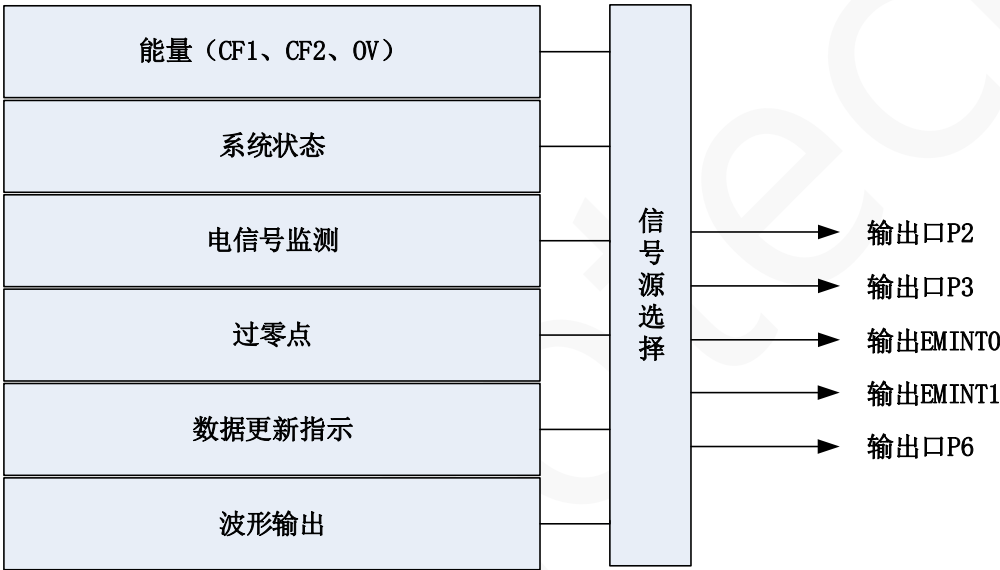 能量（CF1、CF2、OV）
系统状态
电信号监测
过零点
数据更新指示
波形输出
信号源选择
输出口P2
输出口P3
输出EMINT0
输出EMINT1
输出口P6